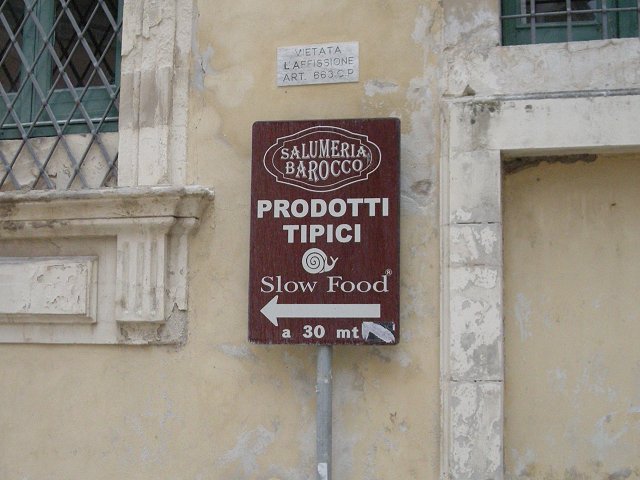 VIETATA
L'AFFISSIONE
ART. 663 C.P
SALUMERIA
BAROCCO
PRODOTTI
TIPICI
Slow Food®
a 30 mt